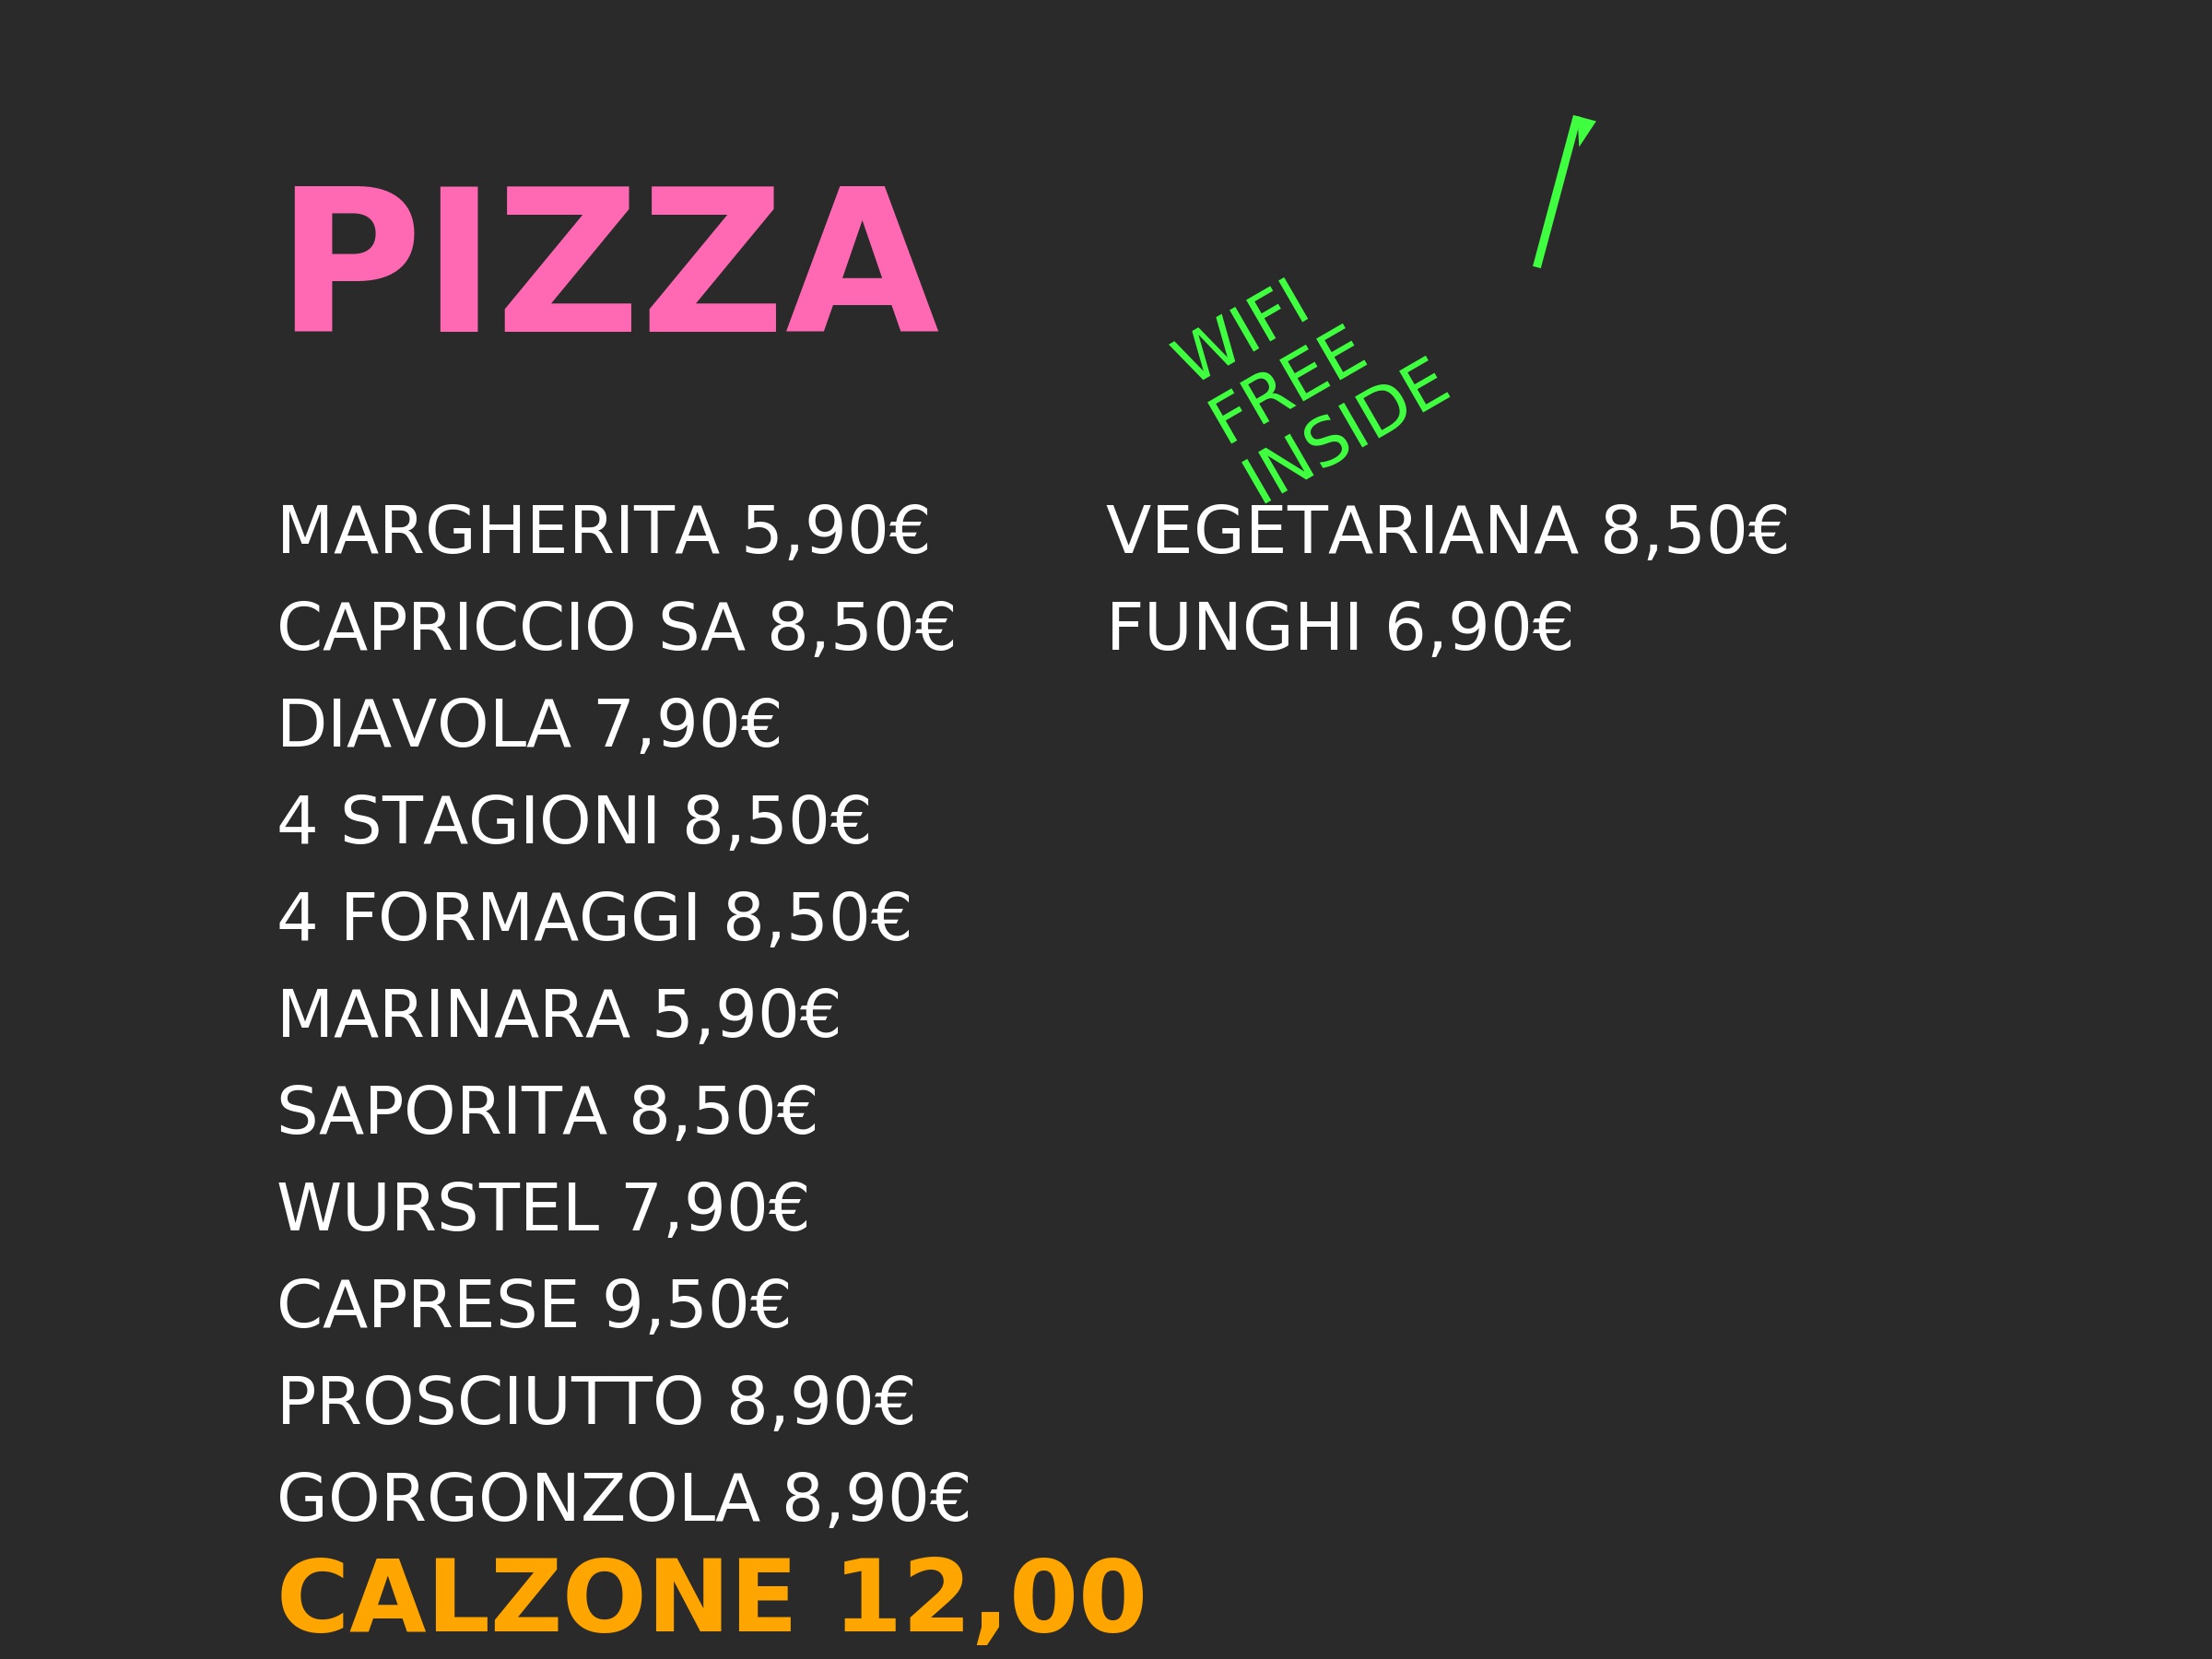 PIZZA
WIFI
FREE
INSIDE
MARGHERITA 5,90€
CAPRICCIO SA 8,50€
DIAVOLA 7,90€
4 STAGIONI 8,50€
4 FORMAGGI 8,50€
MARINARA 5,90€
SAPORITA 8,50€
WURSTEL 7,90€
CAPRESE 9,50€
PROSCIUTTO 8,90€
GORGONZOLA 8,90€
VEGETARIANA 8,50€
FUNGHI 6,90€
CALZONE 12,00